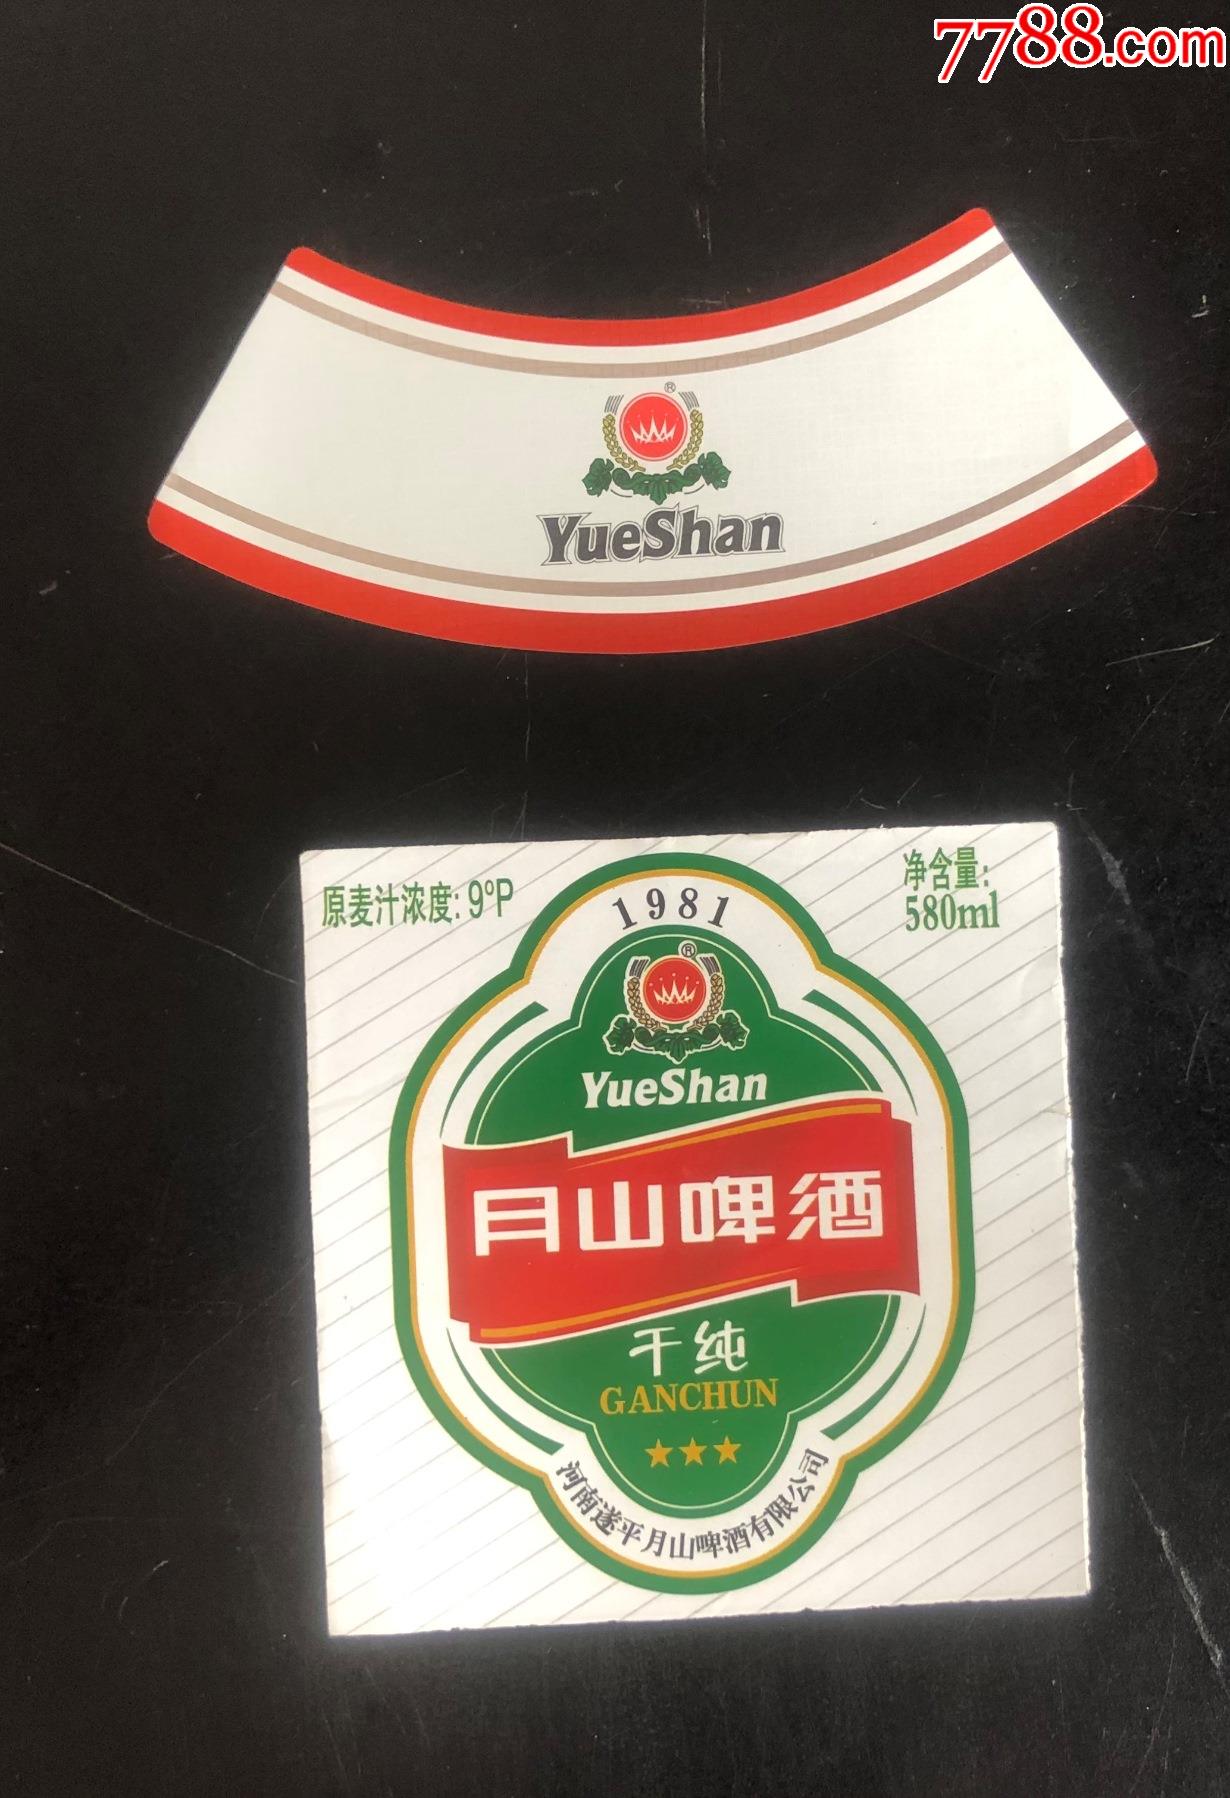 7788.com
®
YueShan
原麦汁浓度: 9°P
净含量:
580ml
1981
®
YueShan
月山啤酒
干纯
GANCHUN
河南遂平月山啤酒有限公司